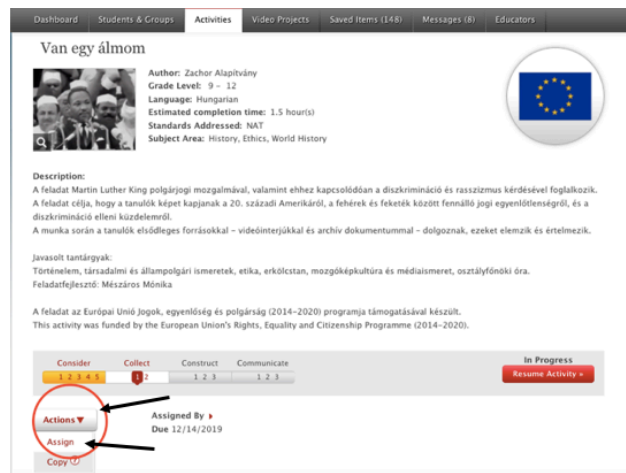 Dashboard Students & Groups Activities Video Projects Saved Items (148) Messages (8) Educators
Van egy álmom
Author: Zachor Alapítvány
Grade Level: 9 – 12
Language: Hungarian
Estimated completion time: 1.5 hour(s)
Standards Addressed: NAT
Subject Area: History, Ethics, World History
Description:
A feladat Martin Luther King polgárjogi mozgalmával, valamint ehhez kapcsolódóan a diszkrimináció és rasszizmus kérdésével foglalkozik.
A feladat célja, hogy a tanulók képet kapjanak a 20. századi Amerikáról, a fehérek és feketék között fennálló jogi egyenlőtlenségről, és a
diszkrimináció elleni küzdelemről.
A munka során a tanulók elsődleges forrásokkal – videóinterjúkkal és archív dokumentummal – dolgoznak, ezeket elemzik és értelmezik.
Javasolt tantárgyak:
Történelem, társadalmi és állampolgári ismeretek, etika, erkölcstan, mozgóképkultúra és médiaismeret, osztályfőnöki óra.
Feladatfejlesztő: Mészáros Mónika
A feladat az Európai Unió Jogok, egyenlőség és polgárság (2014-2020) programja támogatásával készült.
This activity was funded by the European Union's Rights, Equality and Citizenship Programme (2014-2020).
Consider Collect Construct Communicate
1 2 3 4 5 1 2 1 2 3 1 2 3
In Progress
Resume Activity »
Actions ▼
Assigned By ▸
Due 12/14/2019
Assign
Copy ?